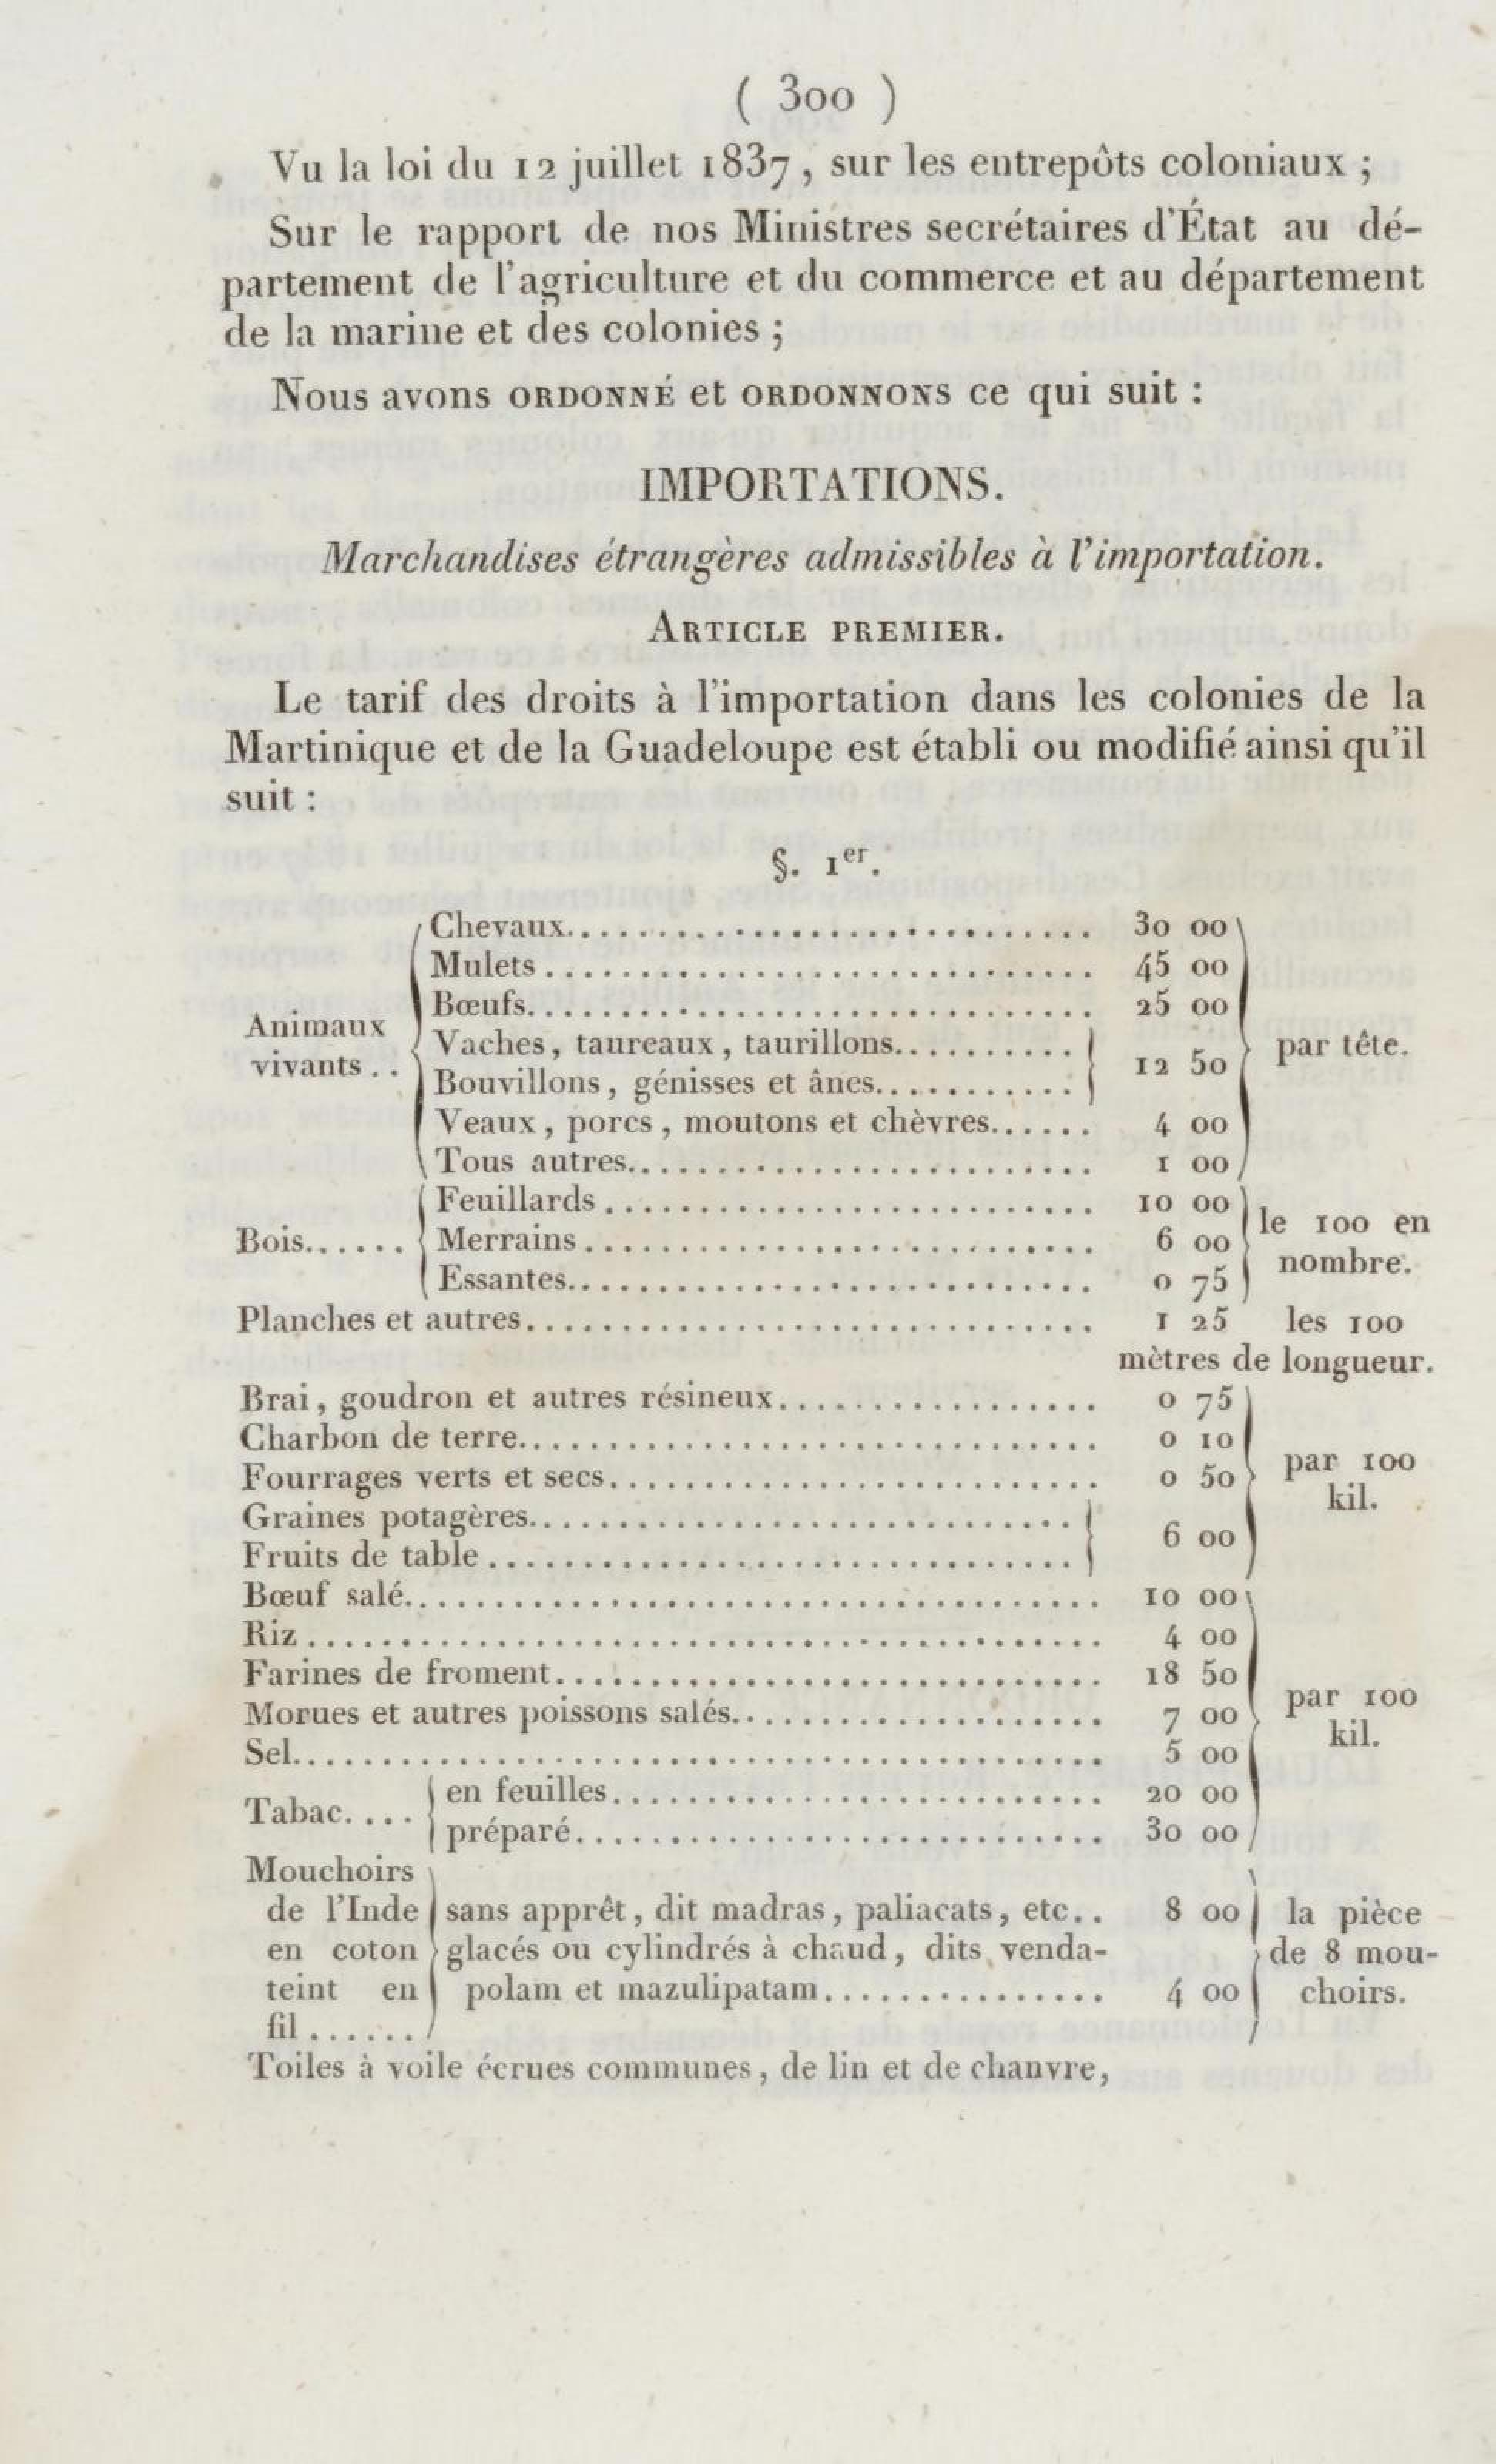 ( 300 )
Vu la loi du 12 juillet 1837, sur les entrepôts coloniaux ;
Sur le rapport de nos Ministres secrétaires d'État au dé-
partement de l'agriculture et du commerce et au département
de la marine et des colonies ;
Nous avons ORDONNÉ et ORDONNONS ce qui suit :
IMPORTATIONS.
Marchandises étrangères admissibles à l'importation.
ARTICLE PREMIER.
Le tarif des droits à l'importation dans les colonies de la
Martinique et de la Guadeloupe est établi ou modifié ainsi qu'il
suit :
§. 1er.
Animaux
vivants ..
Chevaux.............................. 30 00
Mulets.............................. 45 00
Bœufs.............................. 25 00
Vaches, taureaux, taurillons..........
Bouvillons, génisses et ânes........... 12 50
Veaux, porcs, moutons et chèvres...... 4 00
Tous autres......................... 1 00
par tête.
Bois......
Feuillards.......................... 10 00
Merrains........................... 6 00
Essantes............................ 0 75
le 100 en
nombre.
Planches et autres.............................. 1 25 les 100
mètres de longueur.
Brai, goudron et autres résineux................. 0 75
Charbon de terre............................... 0 10
Fourrages verts et secs.......................... 0 50
Graines potagères..............................
Fruits de table................................ 6 00
par 100
kil.
Bœuf salé..................................... 10 00
Riz.......................................... 4 00
Farines de froment............................. 18 50
Morues et autres poissons salés................... 7 00
Sel........................................... 5 00
Tabac....
en feuilles.......................... 20 00
préparé............................ 30 00
par 100
kil.
Mouchoirs
de l'Inde
en coton
teint en
fil ......
sans apprêt, dit madras, paliacats, etc.. 8 00
glacés ou cylindrés à chaud, dits venda-
polam et mazulipatam............... 4 00
la pièce
de 8 mou-
choirs.
Toiles à voile écrues communes, de lin et de chanvre,